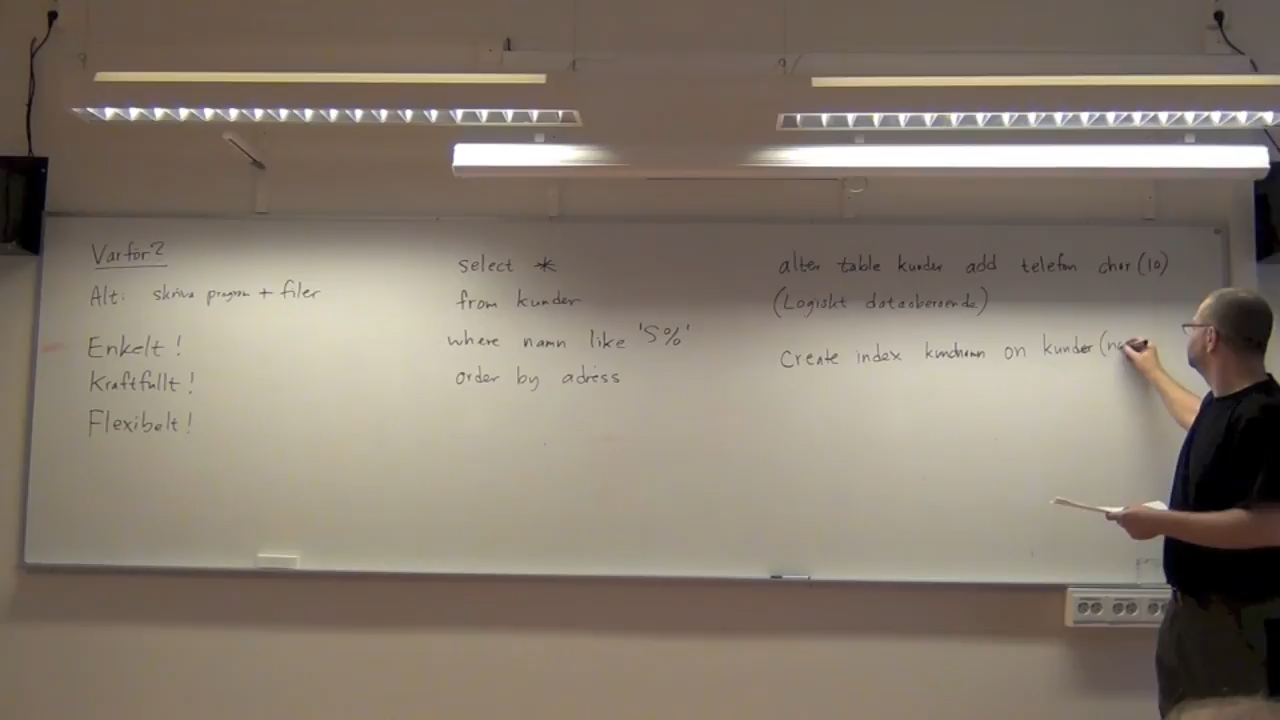 Varför?
Alt: skriva program + filer
Enkelt!
Kraftfullt!
Flexibelt!
select *
from kunder
where namn like 'S%'
order by adress
alter table kunder add telefon char(10)
(Logiskt dataoberoende)
Create index kundnamn on kunder(na